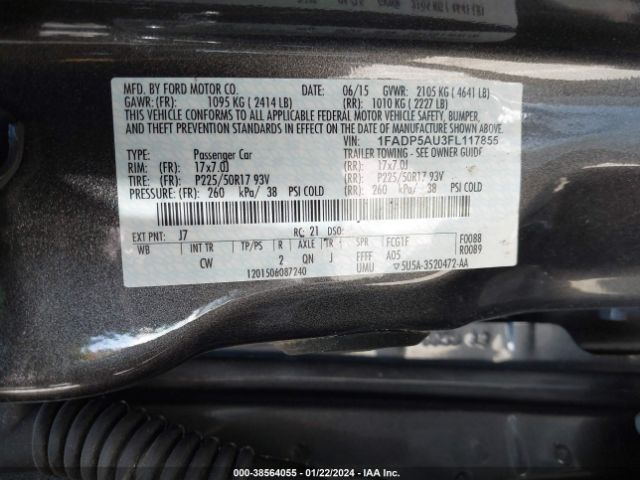 MFD. BY FORD MOTOR CO. DATE: 06/15 GVWR: 2105 KG ( 4641 LB)
GAWR:(FR): 1095 KG ( 2414 LB) (RR): 1010 KG ( 2227 LB)
THIS VEHICLE CONFORMS TO ALL APPLICABLE FEDERAL MOTOR VEHICLE SAFETY, BUMPER,
AND THEFT PREVENTION STANDARDS IN EFFECT ON THE DATE OF MANUFACTURE SHOWN ABOVE.
VIN: 1FADP5AU3FL117855
TYPE: Passenger Car TRAILER TOWING - SEE OWNER GUIDE
RIM: (FR): 17x7.0J (RR): 17x7.0J
TIRE: (FR): P225/50R17 93V (RR): P225/50R17 93V
PRESSURE: (FR): 260 kPa/ 38 PSI COLD (RR): 260 kPa/ 38 PSI COLD
EXT PNT: J7 RC: 21 DSO:
WB INT TR TP/PS R AXLE TR SPR FCG1F F0088
CW 2 QN J FFFF A05 R0089
1201506087240 UMU 5U5A-3520472-AA
000-38564055 - 01/22/2024 - IAA Inc.